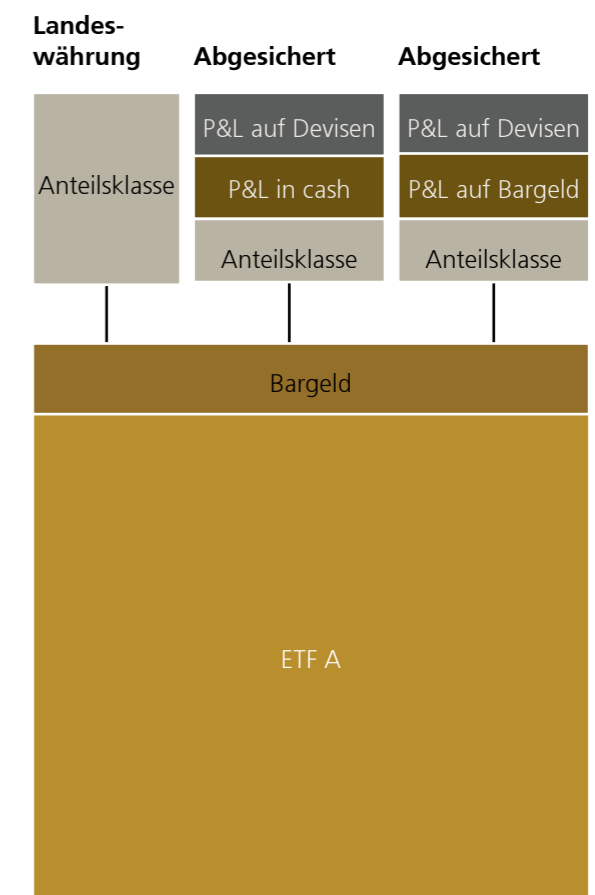 Landes-
währung
Abgesichert
Abgesichert
Anteilsklasse
P&L auf Devisen
P&L in cash
Anteilsklasse
P&L auf Devisen
P&L auf Bargeld
Anteilsklasse
Bargeld
ETF A